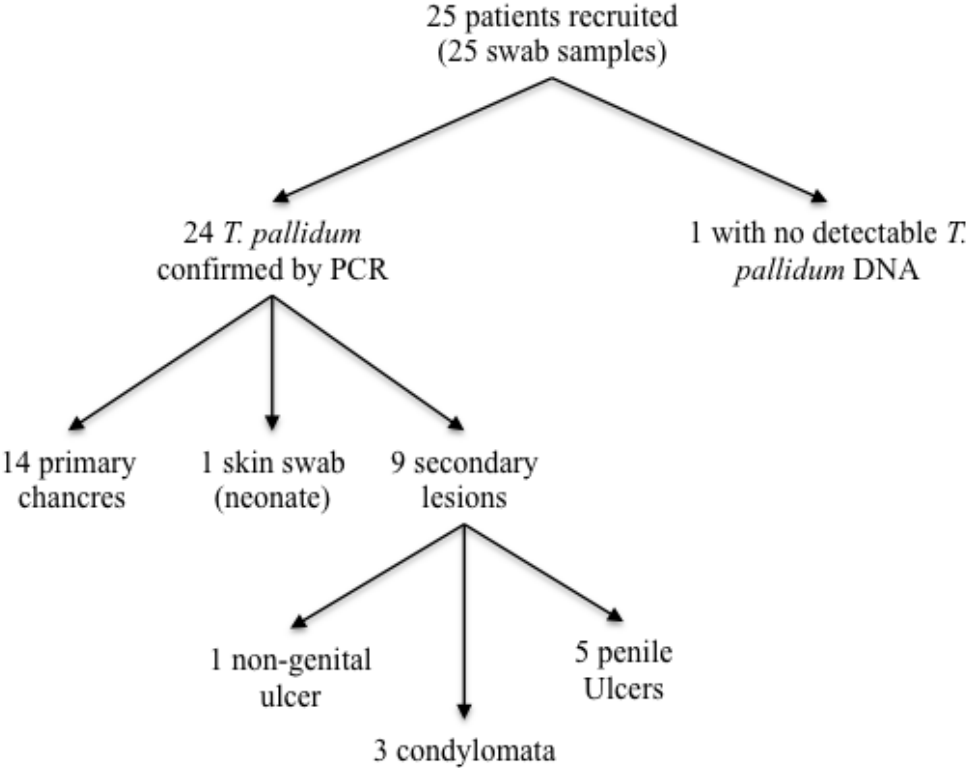 25 patients recruited
(25 swab samples)
24 T. pallidum
confirmed by PCR
1 with no detectable T.
pallidum DNA
14 primary
chancres
1 skin swab
(neonate)
9 secondary
lesions
1 non-genital
ulcer
3 condylomata
5 penile
Ulcers